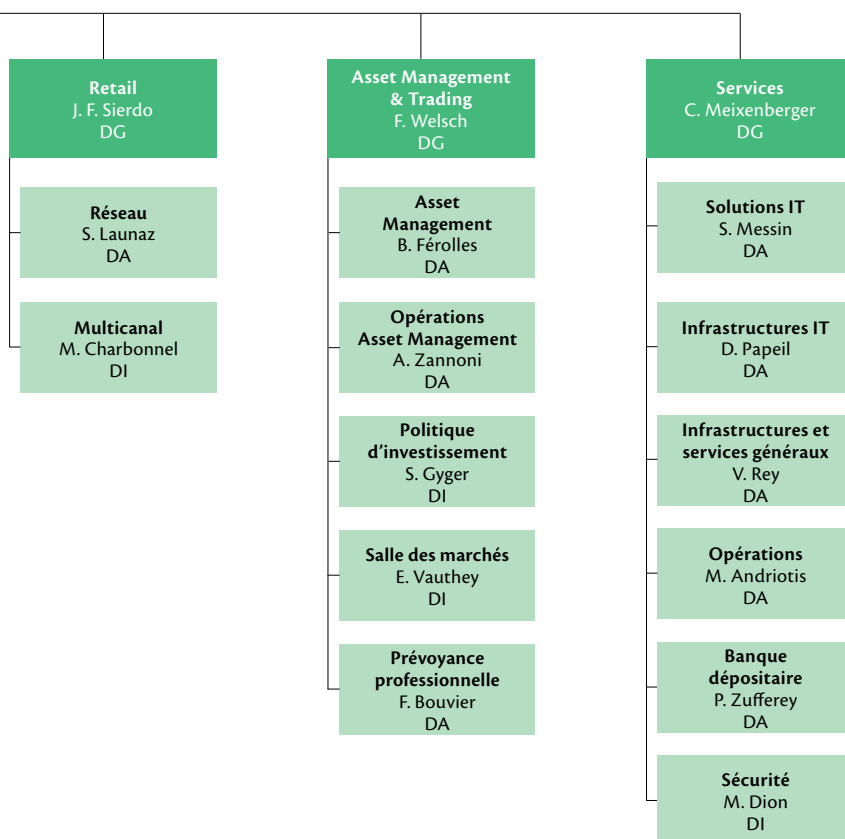 Retail
J. F. Sierdo
DG
Réseau
S. Launaz
DA
Multicanal
M. Charbonnel
DI
Asset Management
& Trading
F. Welsch
DG
Asset
Management
B. Férolles
DA
Opérations
Asset Management
A. Zannoni
DA
Politique
d'investissement
S. Gyger
DI
Salle des marchés
E. Vauthey
DI
Prévoyance
professionnelle
F. Bouvier
DA
Services
C. Meixenberger
DG
Solutions IT
S. Messin
DA
Infrastructures IT
D. Papeil
DA
Infrastructures et
services généraux
V. Rey
DA
Opérations
M. Andriotis
DA
Banque
dépositaire
P. Zufferey
DA
Sécurité
M. Dion
DI